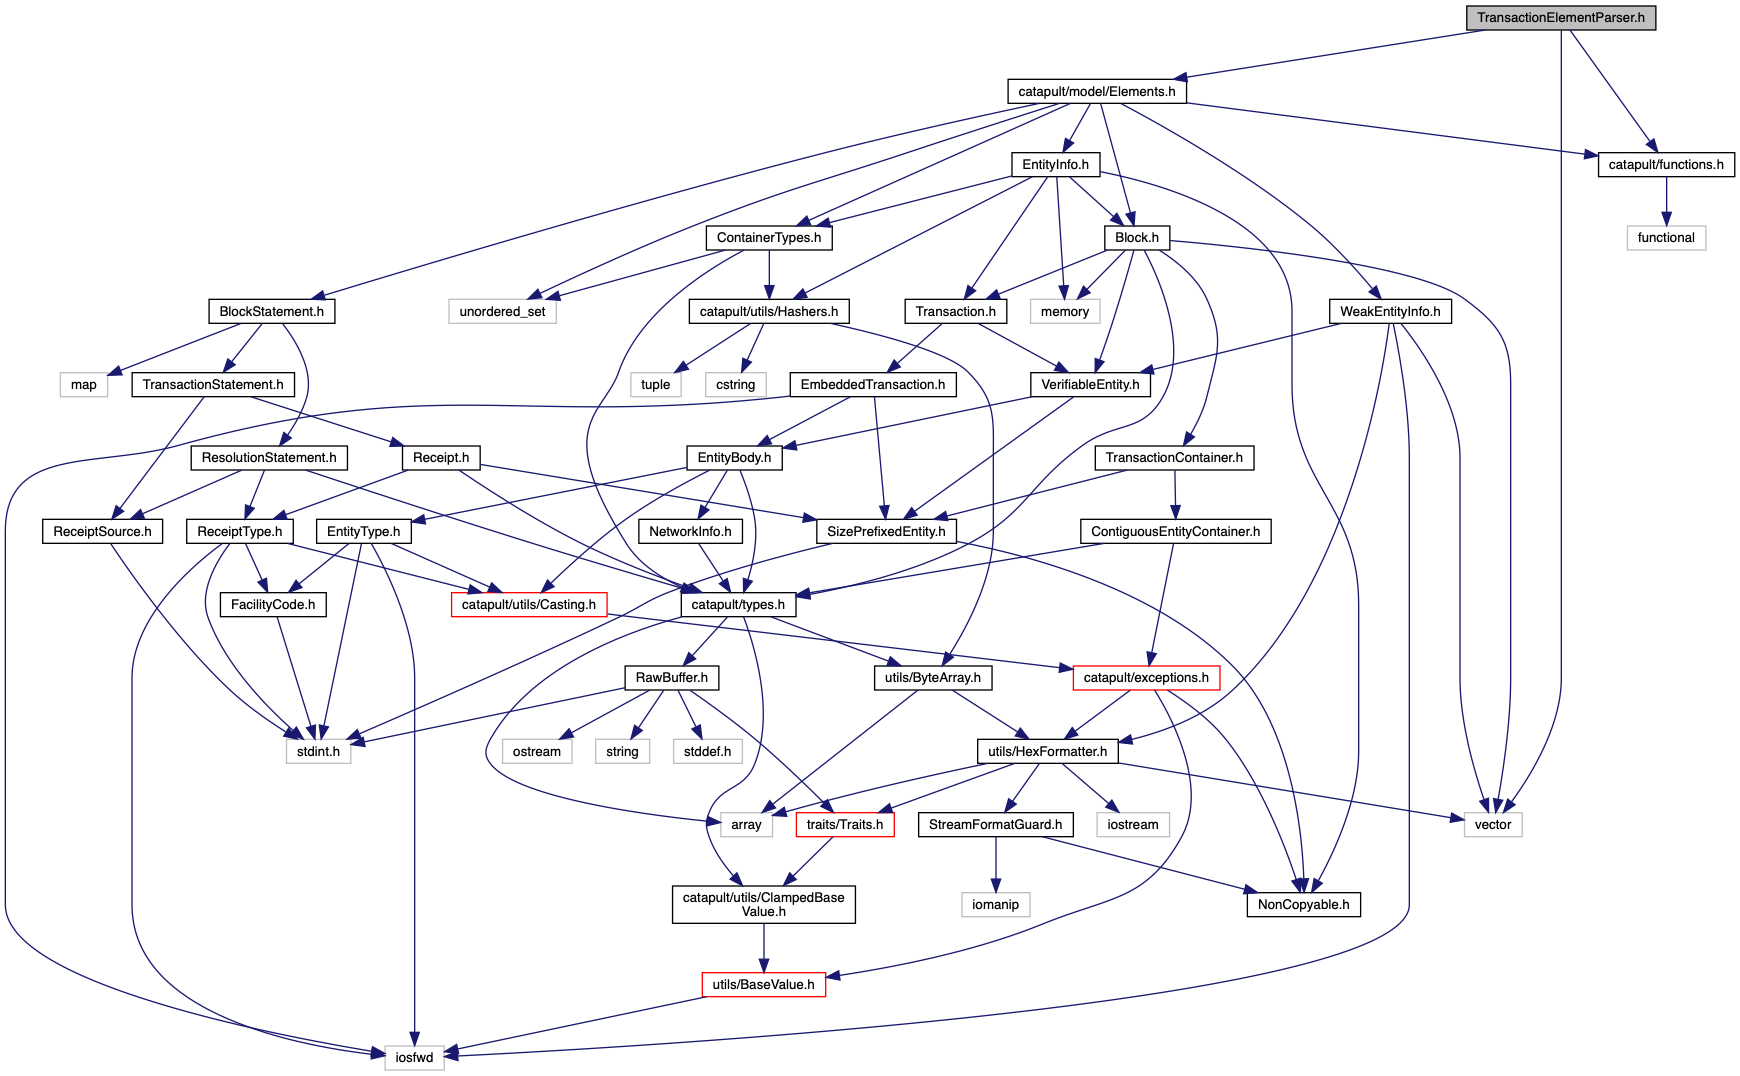 TransactionElementParser.h
catapult/model/Elements.h
EntityInfo.h
catapult/functions.h
ContainerTypes.h
Block.h
functional
BlockStatement.h
unordered_set
catapult/utils/Hashers.h
Transaction.h
memory
WeakEntityInfo.h
map
TransactionStatement.h
tuple
cstring
EmbeddedTransaction.h
VerifiableEntity.h
ResolutionStatement.h
Receipt.h
EntityBody.h
TransactionContainer.h
ReceiptSource.h
ReceiptType.h
EntityType.h
NetworkInfo.h
SizePrefixedEntity.h
ContiguousEntityContainer.h
FacilityCode.h
catapult/utils/Casting.h
catapult/types.h
RawBuffer.h
utils/ByteArray.h
catapult/exceptions.h
stdint.h
ostream
string
stddef.h
utils/HexFormatter.h
array
traits/Traits.h
StreamFormatGuard.h
iostream
vector
catapult/utils/ClampedBase
Value.h
iomanip
NonCopyable.h
utils/BaseValue.h
iosfwd